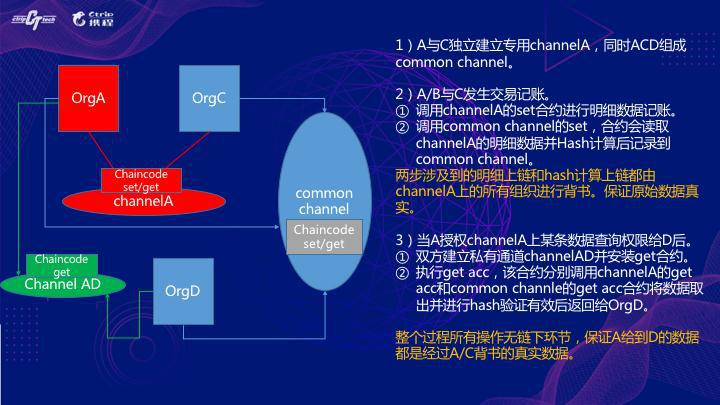 ctrip tech
Ctrip
携程
OrgA
OrgC
Chaincode
set/get
channelA
common
channel
Chaincode
set/get
Chaincode
get
Channel AD
OrgD
1）A与C独立建立专用channelA，同时ACD组成
common channel。
2）A/B与C发生交易记账。
① 调用channelA的set合约进行明细数据记账。
② 调用common channel的set，合约会读取
channelA的明细数据并Hash计算后记录到
common channel。
两步涉及到的明细上链和hash计算上链都由
channelA上的所有组织进行背书。保证原始数据真
实。
3）当A授权channelA上某条数据查询权限给D后。
① 双方建立私有通道channelAD并安装get合约。
② 执行get acc，该合约分别调用channelA的get
acc和common channle的get acc合约将数据取
出并进行hash验证有效后返回给OrgD。
整个过程所有操作无链下环节，保证A给到D的数据
都是经过A/C背书的真实数据。